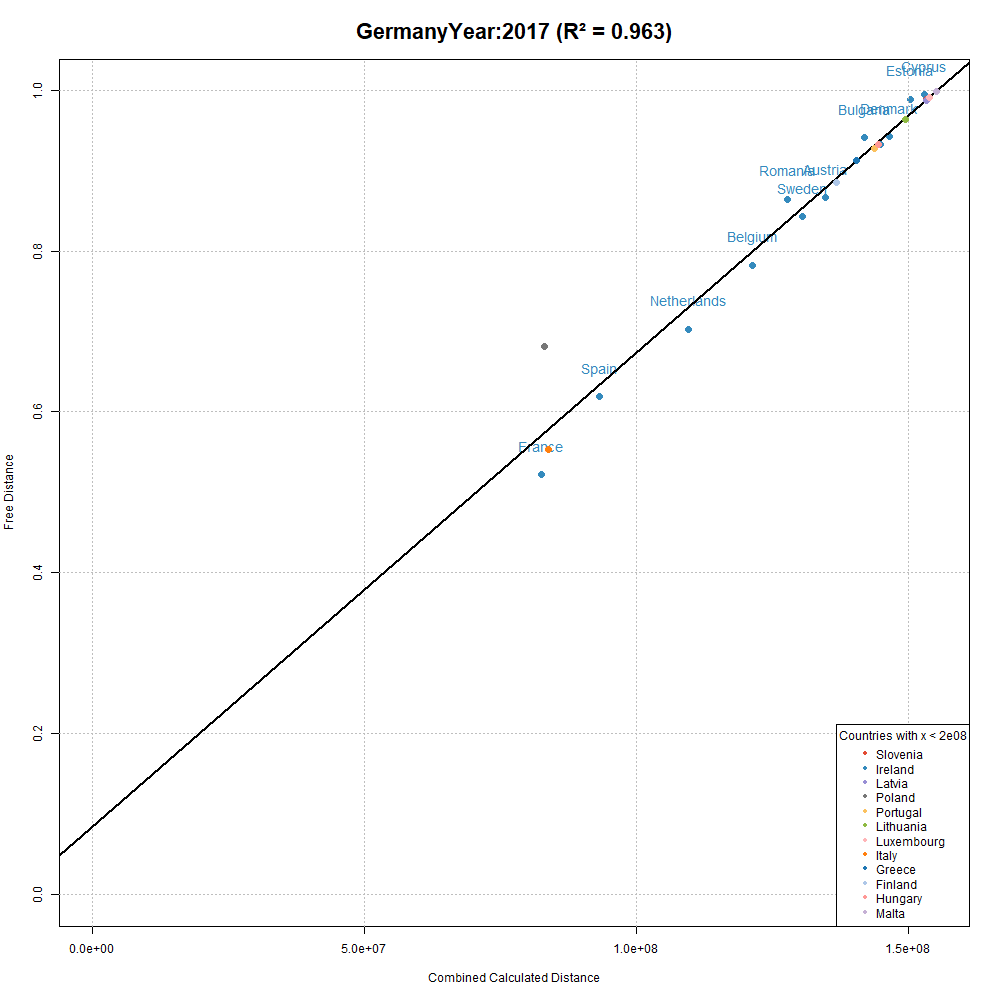 GermanyYear:2017 (R² = 0.963)
Cyprus
Estonia
Bulgaria
Denmark
Romania
Austria
Sweden
Belgium
Netherlands
Spain
France
1.0
0.8
0.6
0.4
0.2
0.0
Free Distance
0.0e+00
5.0e+07
1.0e+08
1.5e+08
Combined Calculated Distance
Countries with x < 2e08
Slovenia
Ireland
Latvia
Poland
Portugal
Lithuania
Luxembourg
Italy
Greece
Finland
Hungary
Malta